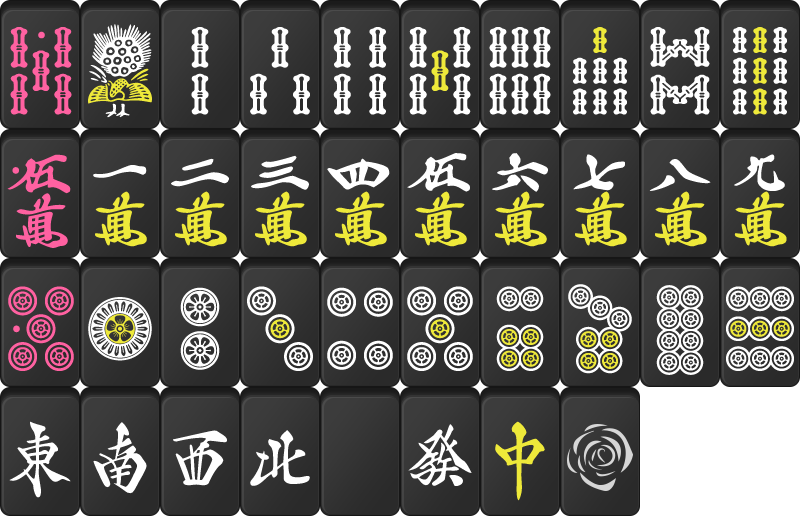 伍 一 二 三 四 伍 六 七 八 九
萬 萬 萬 萬 萬 萬 萬 萬 萬 萬
東 南 西 北 發 中